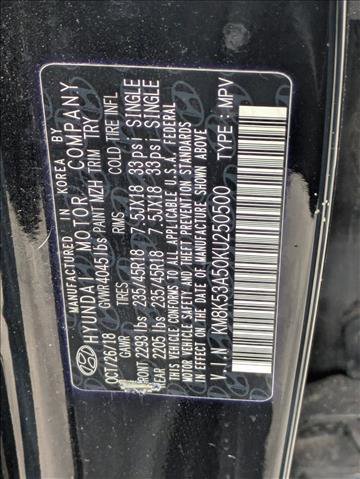 MANUFACTURED IN KOREA BY
HYUNDAI MOTOR COMPANY
OCT/26/18 GVWR 4045 lbs PAINT MZH TRIM TRY
GAWR TIRES RIMS COLD TIRE INFL
FRONT 2293 lbs 235/45R18 7.5JX18 33 psi SINGLE
REAR 2205 lbs 235/45R18 7.5JX18 33 psi SINGLE
THIS VEHICLE CONFORMS TO ALL APPLICABLE U.S.A. FEDERAL
MOTOR VEHICLE SAFETY AND THEFT PREVENTION STANDARDS
IN EFFECT ON THE DATE OF MANUFACTURE SHOWN ABOVE.
V.I.N : KM8K53A50KU250500 TYPE : MPV